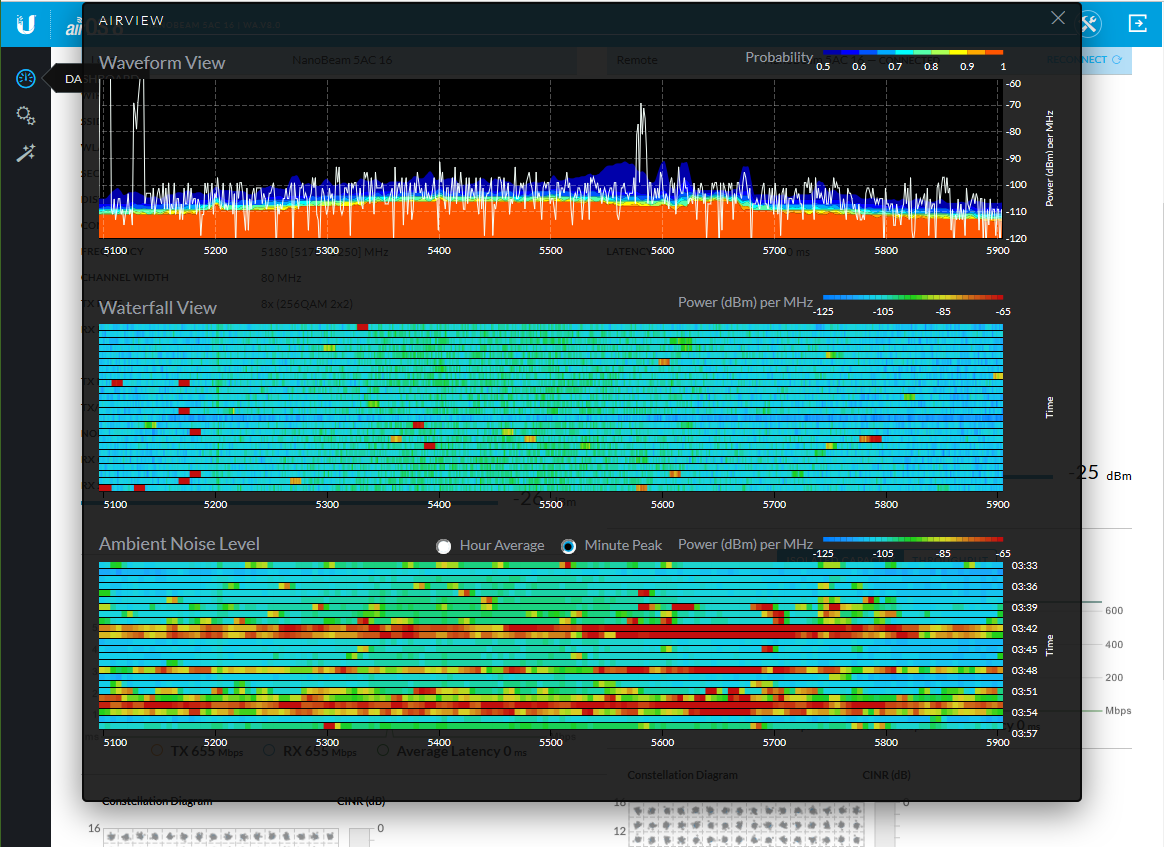 AIRVIEW
DASHBOARD
NanoBeam 5AC 16
Remote
RECONNECT
Waveform View
Probability
0.5 0.6 0.7 0.8 0.9 1
-60
-70
-80
-90
-100
-110
-120
Power (dBm) per MHz
5100 5200 5300 5400 5500 5600 5700 5800 5900
FREQUENCY
LATENCY
CHANNEL WIDTH
80 MHz
8x (256QAM 2x2)
Waterfall View
Power (dBm) per MHz
-125 -105 -85 -65
Time
-25 dBm
5100 5200 5300 5400 5500 5600 5700 5800 5900
Ambient Noise Level
Hour Average
Minute Peak
Power (dBm) per MHz
-125 -105 -85 -65
03:33
03:36
03:39
03:42
03:45
03:48
03:51
03:54
03:57
Time
600
400
200
Mbps
5100 5200 5300 5400 5500 5600 5700 5800 5900
TX 655 Mbps
RX 655 Mbps
Average Latency 0 ms
Constellation Diagram
CINR (dB)
Constellation Diagram
CINR (dB)
16
0
16
0
12